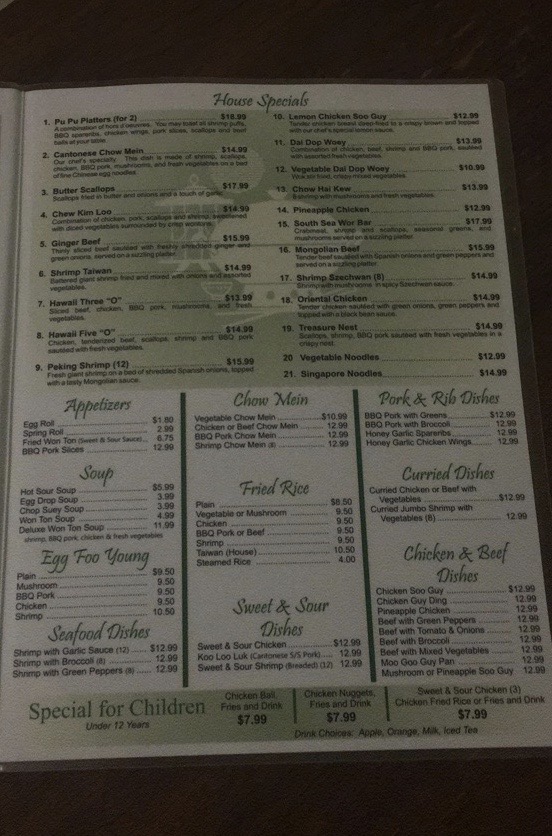 House Specials
1. Pu Pu Platters (for 2) $18.99
A combination of hors d'oeuvres. You may toast all shrimp puffs,
BBQ spareribs, chicken wings, pork slices, scallops and beef
balls at your table.
2. Cantonese Chow Mein $14.99
Our chef's specialty. This dish is made of shrimp, scallops,
chicken, BBQ pork, mushrooms, and fresh vegetables on a bed
of fine Chinese egg noodles.
3. Butter Scallops $17.99
Scallops fried in butter and onions and a touch of garlic.
4. Chew Kim Loo $14.99
Combination of chicken, pork, scallops and shrimp, sweetened
with diced vegetables surrounded by crisp wontons.
5. Ginger Beef $15.99
Thinly sliced beef sauteed with freshly shredded ginger and
green onions, served on a sizzling platter.
6. Shrimp Taiwan $14.99
Battered giant shrimp fried and mixed with onions and assorted
vegetables.
7. Hawaii Three "O" $13.99
Sliced beef, chicken, BBQ pork, mushrooms, and fresh
vegetables.
8. Hawaii Five "O" $14.99
Chicken, tenderized beef, scallops, shrimp and BBQ pork
sauteed with fresh vegetables.
9. Peking Shrimp (12) $15.99
Fresh giant shrimp on a bed of shredded Spanish onions, topped
with a tasty Mongolian sauce.
10. Lemon Chicken Soo Guy $12.99
Tender chicken breast deep-fried to a crispy brown and topped
with our chef's special lemon sauce.
11. Dai Dop Woey $13.99
Combination of chicken, beef, shrimp and BBQ pork, sauteed
with assorted fresh vegetables.
12. Vegetable Dai Dop Woey $10.99
Wok stir fried, crispy mixed vegetables
13. Chow Hai Kew $13.99
shrimp with mushrooms and fresh vegetables.
14. Pineapple Chicken $12.99
15. South Sea Wor Bar $17.99
Crabmeat, shrimp and scallops, seasonal greens, and
mushrooms served on a sizzling platter.
16. Mongolian Beef $15.99
Tender beef sauteed with Spanish onions and green peppers and
served on a sizzling platter.
17. Shrimp Szechwan (8) $14.99
Shrimp with mushrooms in spicy Szechwan sauce.
18. Oriental Chicken $14.99
Tender chicken sauteed with green onions, green peppers and
topped with a black bean sauce.
19. Treasure Nest $14.99
Scallops, shrimp, BBQ pork sauteed with fresh vegetables in a
crispy nest.
20 Vegetable Noodles $12.99
21. Singapore Noodles $14.99
Appetizers
Egg Roll $1.80
Spring Roll 2.99
Fried Won Ton (Sweet & Sour Sauce) 6.75
BBQ Pork Slices 12.99
Soup
Hot Sour Soup $5.99
Egg Drop Soup 3.99
Chop Suey Soup 3.99
Won Ton Soup 4.99
Deluxe Won Ton Soup 11.99
shrimp, BBQ pork, chicken & fresh vegetables
Egg Foo Young
Plain $9.50
Mushroom 9.50
BBQ Pork 9.50
Chicken 9.50
Shrimp 10.50
Seafood Dishes
Shrimp with Garlic Sauce (12) $12.99
Shrimp with Broccoli (8) 12.99
Shrimp with Green Peppers (8) 12.99
Chow Mein
Vegetable Chow Mein $10.99
Chicken or Beef Chow Mein 12.99
BBQ Pork Chow Mein 12.99
Shrimp Chow Mein (8) 12.99
Fried Rice
Plain $8.50
Vegetable or Mushroom 9.50
Chicken 9.50
BBQ Pork or Beef 9.50
Shrimp 9.50
Taiwan (House) 10.50
Steamed Rice 4.00
Sweet & Sour
Dishes
Sweet & Sour Chicken $12.99
Koo Loo Luk (Cantonese S/S Pork) 12.99
Sweet & Sour Shrimp (Breaded) (12) 12.99
Pork & Rib Dishes
BBQ Pork with Greens $12.99
BBQ Pork with Broccoli 12.99
Honey Garlic Spareribs 12.99
Honey Garlic Chicken Wings 12.99
Curried Dishes
Curried Chicken or Beef with
Vegetables $12.99
Curried Jumbo Shrimp with
Vegetables (8) 12.99
Chicken & Beef
Dishes
Chicken Soo Guy $12.99
Chicken Guy Ding 12.99
Pineapple Chicken 12.99
Beef with Green Peppers 12.99
Beef with Tomato & Onions 12.99
Beef with Broccoli 12.99
Beef with Mixed Vegetables 12.99
Moo Goo Guy Pan 12.99
Mushroom or Pineapple Soo Guy 12.99
Special for Children
Under 12 Years
Chicken Ball,
Fries and Drink
$7.99
Chicken Nuggets,
Fries and Drink
$7.99
Sweet & Sour Chicken (3)
Chicken Fried Rice or Fries and Drink
$7.99
Drink Choices: Apple, Orange, Milk, Iced Tea